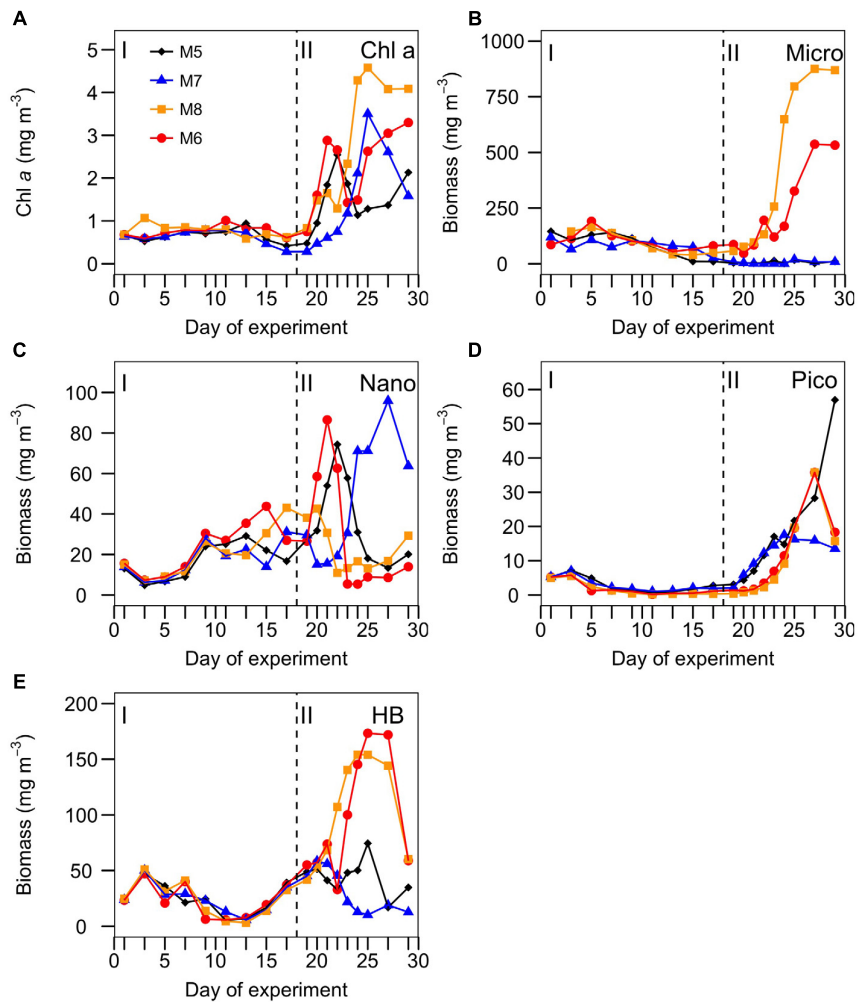 A
I II Chl a
M5
M7
M8
M6
Chl a (mg m−3)
5
4
3
2
1
0
0 5 10 15 20 25 30
Day of experiment
B
I II Micro
Biomass (mg m−3)
1000
750
500
250
0
0 5 10 15 20 25 30
Day of experiment
C
I II Nano
Biomass (mg m−3)
100
80
60
40
20
0
0 5 10 15 20 25 30
Day of experiment
D
I II Pico
Biomass (mg m−3)
60
50
40
30
20
10
0
0 5 10 15 20 25 30
Day of experiment
E
I II HB
Biomass (mg m−3)
200
150
100
50
0
0 5 10 15 20 25 30
Day of experiment